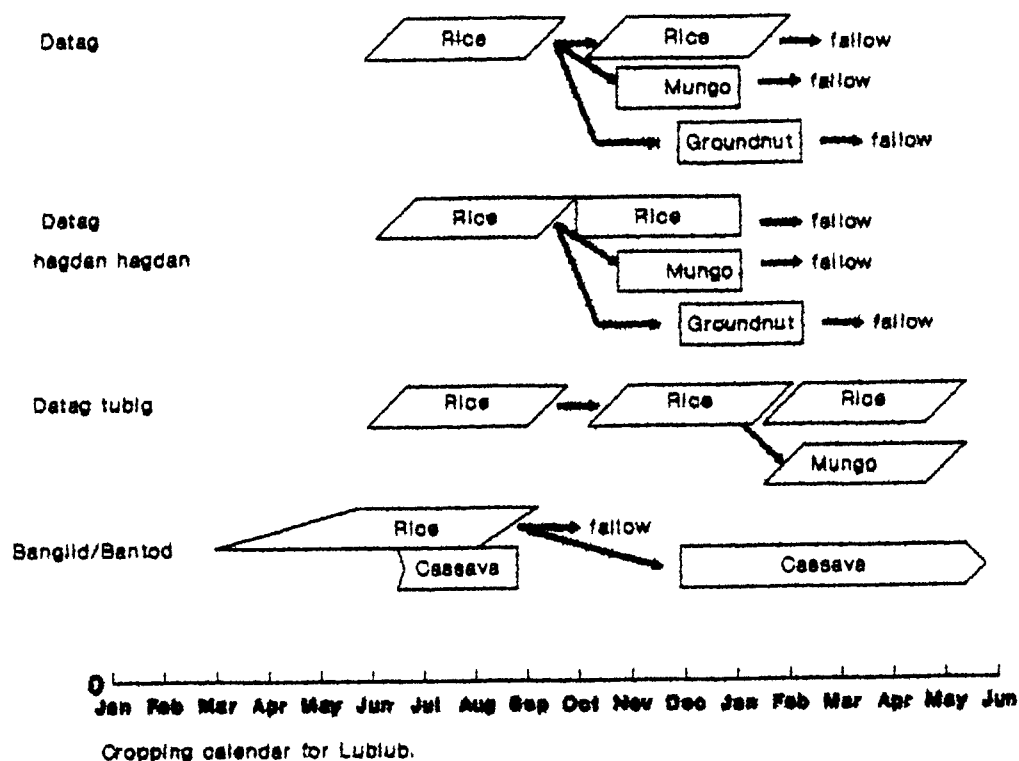 Datag Rice Rice fallow
Mungo fallow
Groundnut fallow
Datag Rice Rice fallow
hagdan hagdan Mungo fallow
Groundnut fallow
Datag tubig Rice Rice Rice
Mungo
Rice fallow
Banglid/Bantod Cassava Cassava
0
Jan Feb Mar Apr May Jun Jul Aug Sep Oct Nov Dec Jan Feb Mar Apr May Jun
Cropping calendar for Lublub.